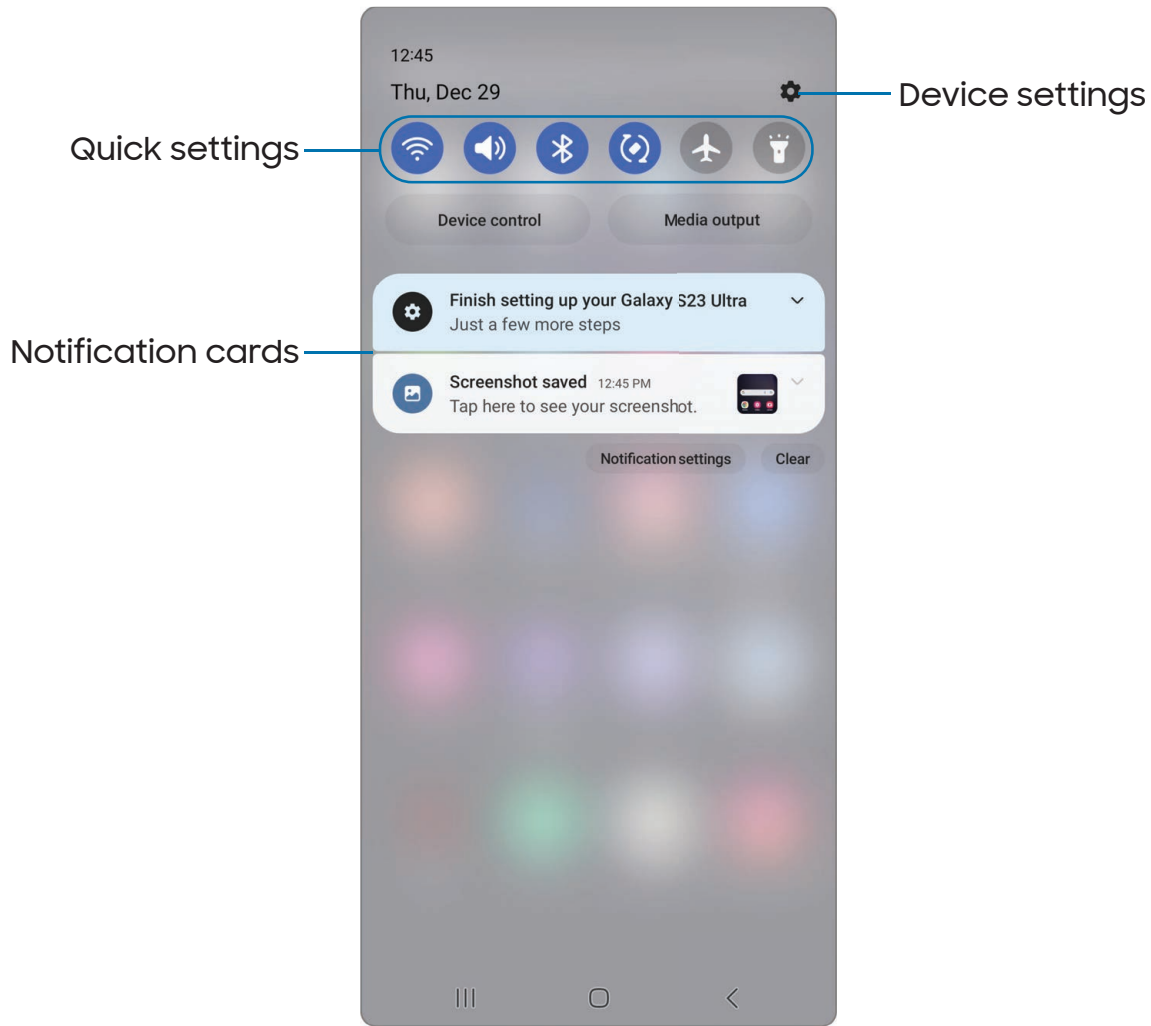 12:45
Thu, Dec 29
Device settings
Quick settings
Device control
Media output
Finish setting up your Galaxy S23 Ultra
Just a few more steps
Notification cards
Screenshot saved 12:45 PM
Tap here to see your screenshot.
Notification settings
Clear